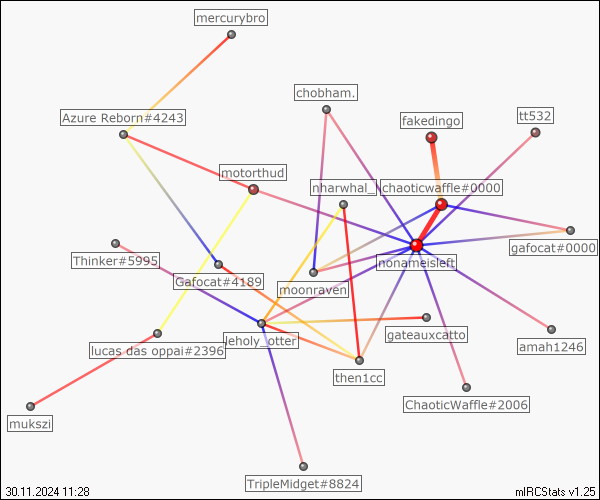 mercurybro
chobham.
Azure Reborn#4243
fakedingo
tt532
motorthud
nharwhal_
chaoticwaffle#0000
gafocat#0000
Thinker#5995
nonameisleft
Gafocat#4189
moonraven
leholy_otter
gateauxcatto
amah1246
lucas das oppai#2396
then1cc
ChaoticWaffle#2006
mukszi
TripleMidget#8824
30.11.2024 11:28
mIRCStats v1.25